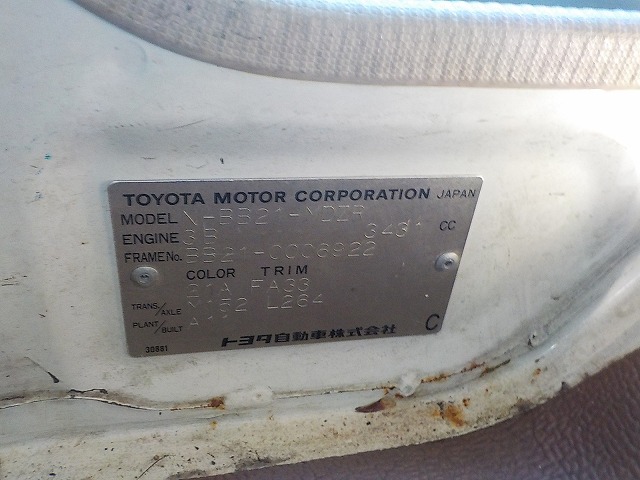 TOYOTA MOTOR CORPORATION JAPAN
MODEL N-BB21-MDZR
ENGINE 3B 3431 CC
FRAME No. BB21-0006922
COLOR TRIM
21A FA33
TRANS./AXLE M152 L264
PLANT/BUILT A12
トヨタ自動車株式会社 C
30881